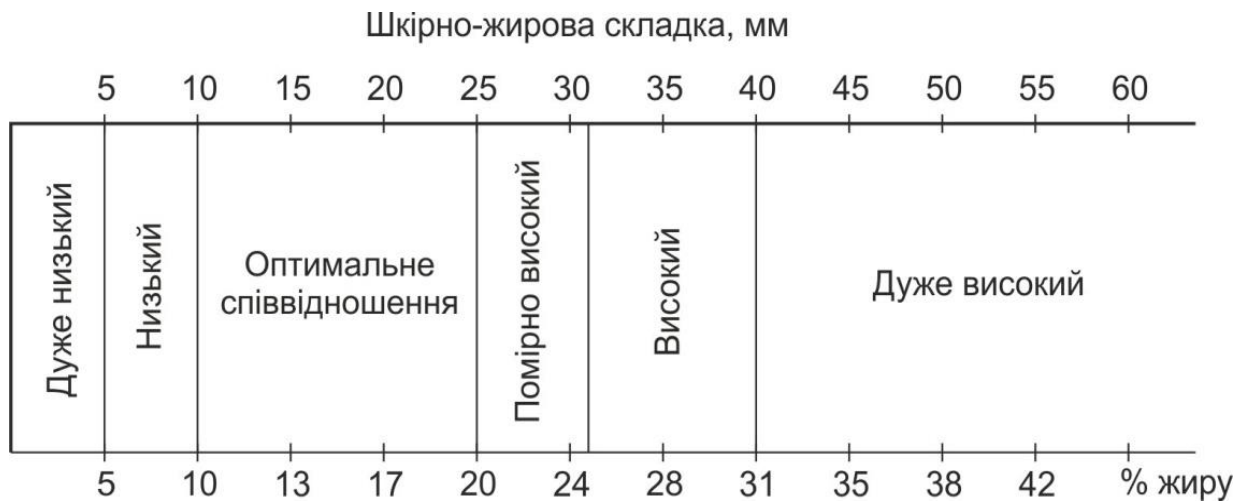 Шкірно-жирова складка, мм
5 10 15 20 25 30 35 40 45 50 55 60
Дуже низький
Низький
Оптимальне
співвідношення
Помірно високий
Високий
Дуже високий
5 10 13 17 20 24 28 31 35 38 42 % жиру